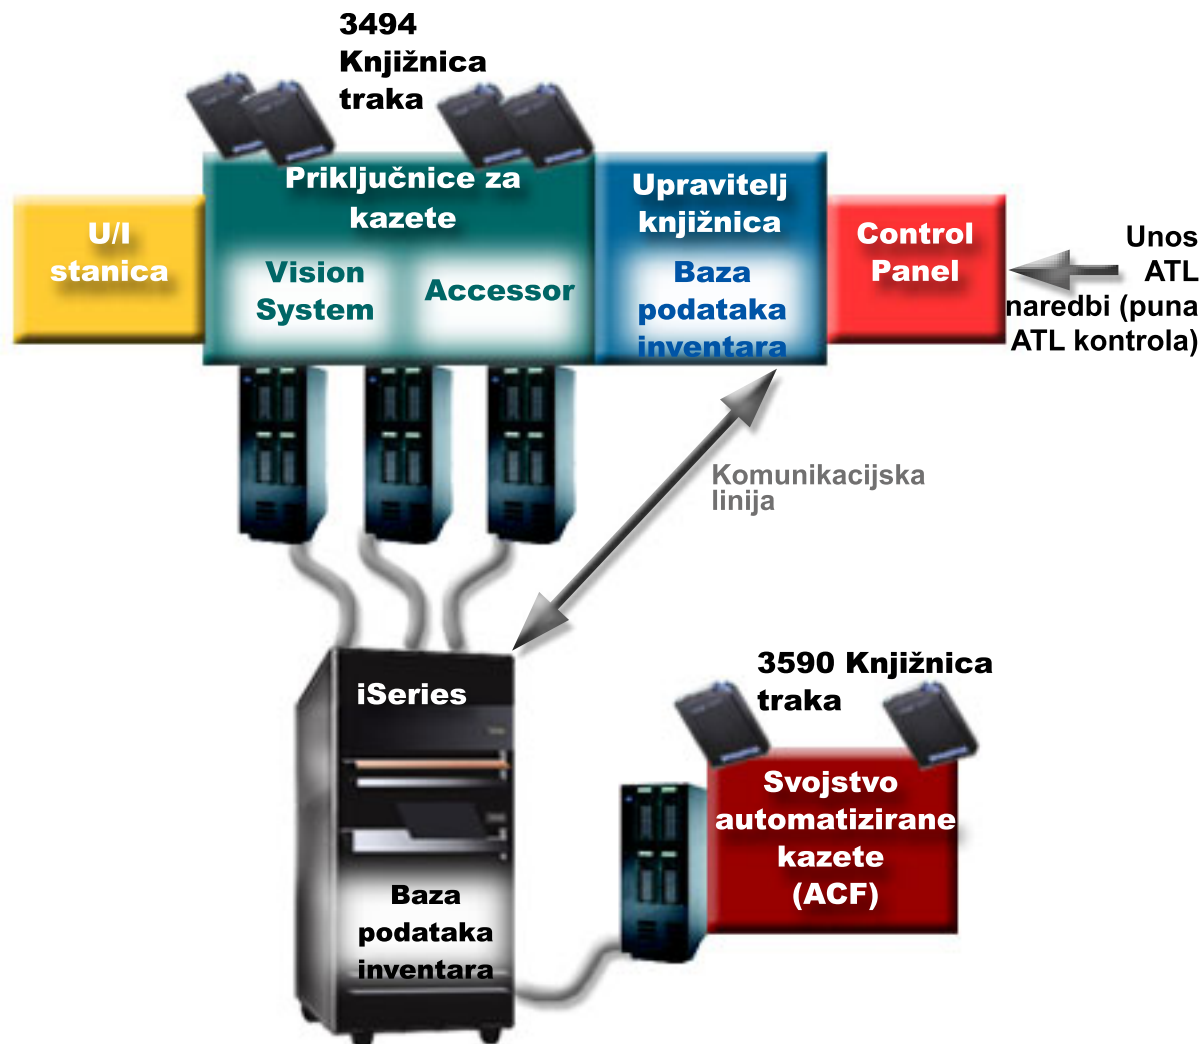 3494
Knjižnica
traka
Priključnice za
kazete
U/I
stanica
Vision
System
Accessor
Upravitelj
knjižnica
Baza
podataka
inventara
Control
Panel
Unos
ATL
naredbi (puna
ATL kontrola)
Komunikacijska
linija
iSeries
Baza
podataka
inventara
3590 Knjižnica
traka
Svojstvo
automatizirane
kazete
(ACF)